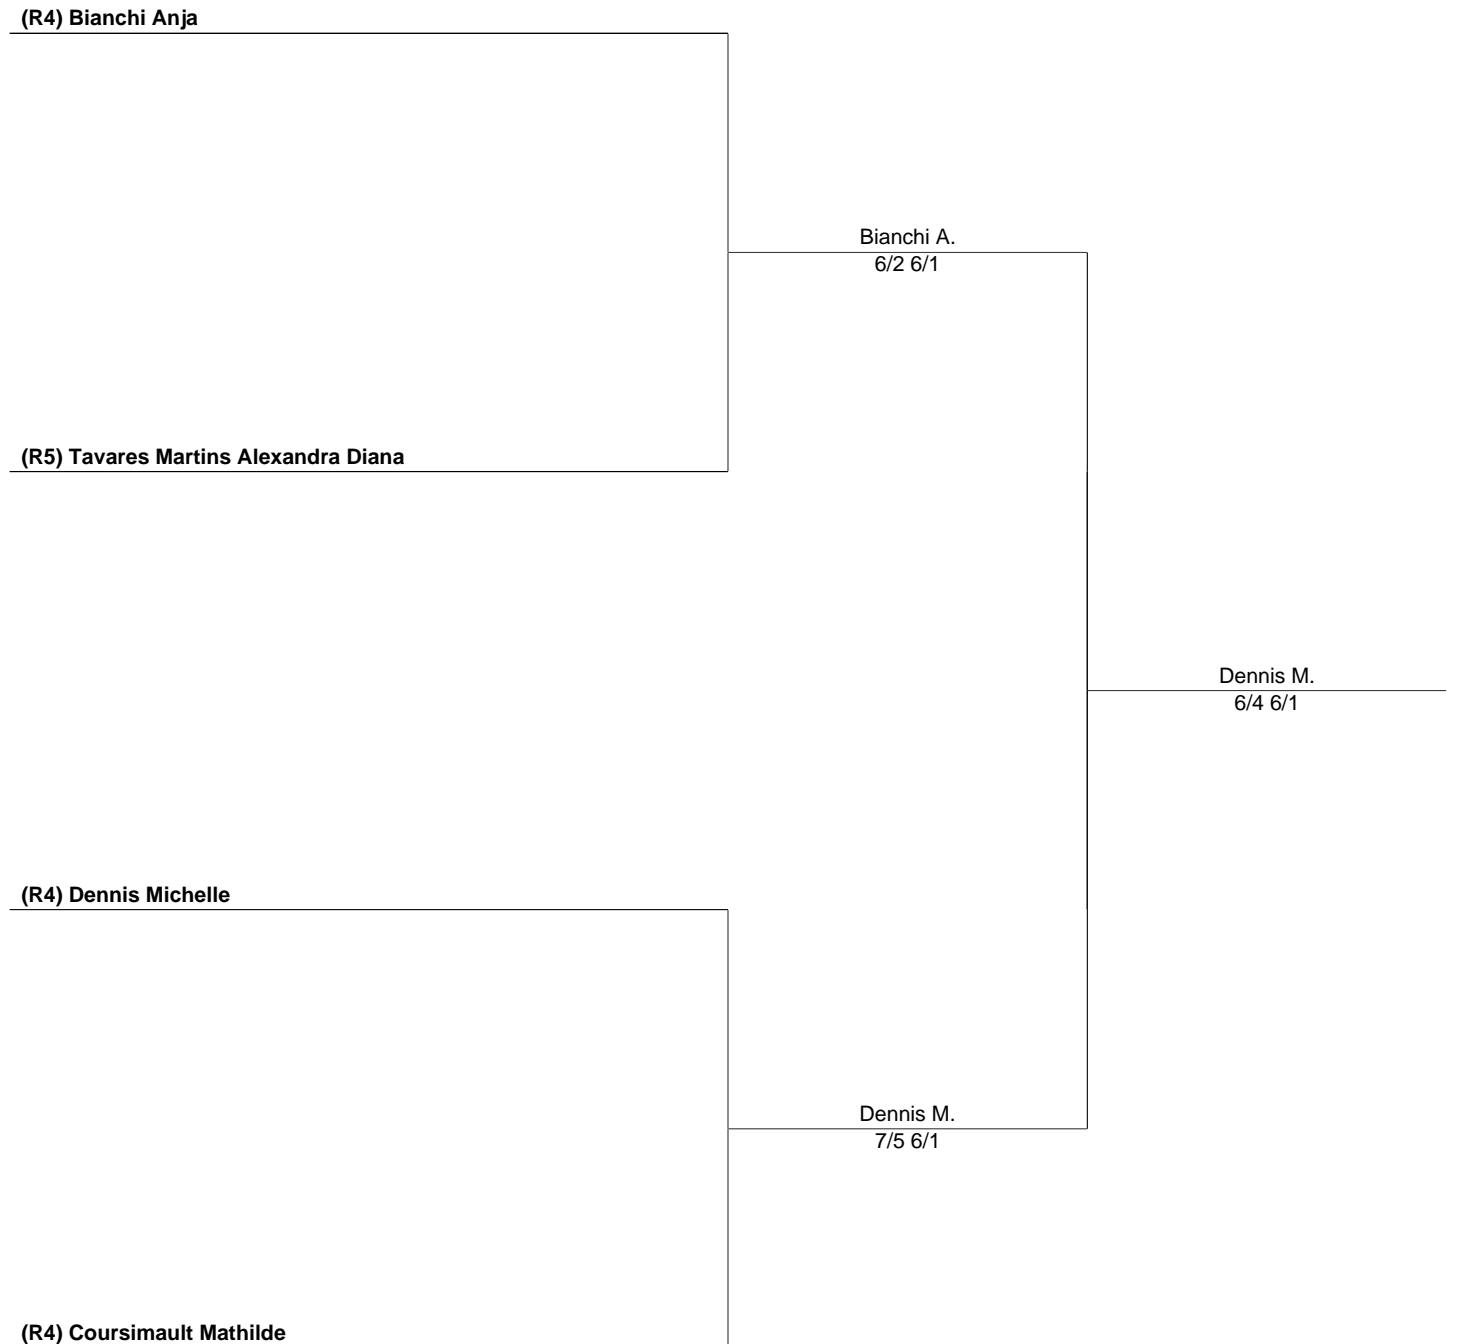 (R4) Bianchi Anja
Bianchi A.
6/2 6/1
(R5) Tavares Martins Alexandra Diana
Dennis M.
6/4 6/1
(R4) Dennis Michelle
Dennis M.
7/5 6/1
(R4) Coursimault Mathilde